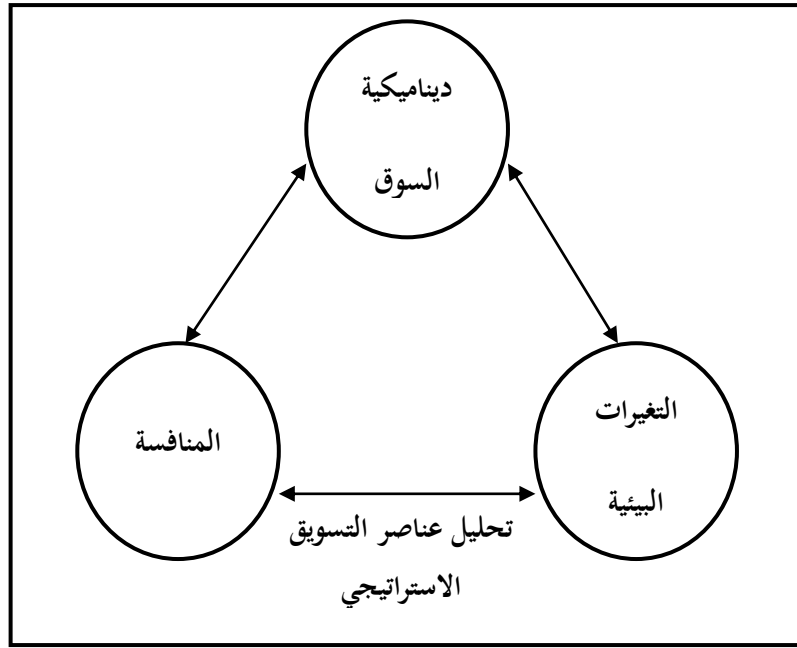 ديناميكية
السوق
المنافسة
التغيرات
البيئية
تحليل عناصر التسويق
الاستراتيجي